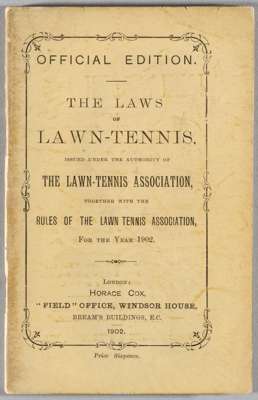 OFFICIAL EDITION.
THE LAWS
OF
LAWN-TENNIS,
ISSUED UNDER THE AUTHORITY OF
THE LAWN-TENNIS ASSOCIATION,
TOGETHER WITH THE
RULES OF THE LAWN TENNIS ASSOCIATION,
FOR THE YEAR 1902.
LONDON:
HORACE COX,
"FIELD" OFFICE, WINDSOR HOUSE,
BREAM'S BUILDINGS, E.C.
1902.
Price Sixpence.